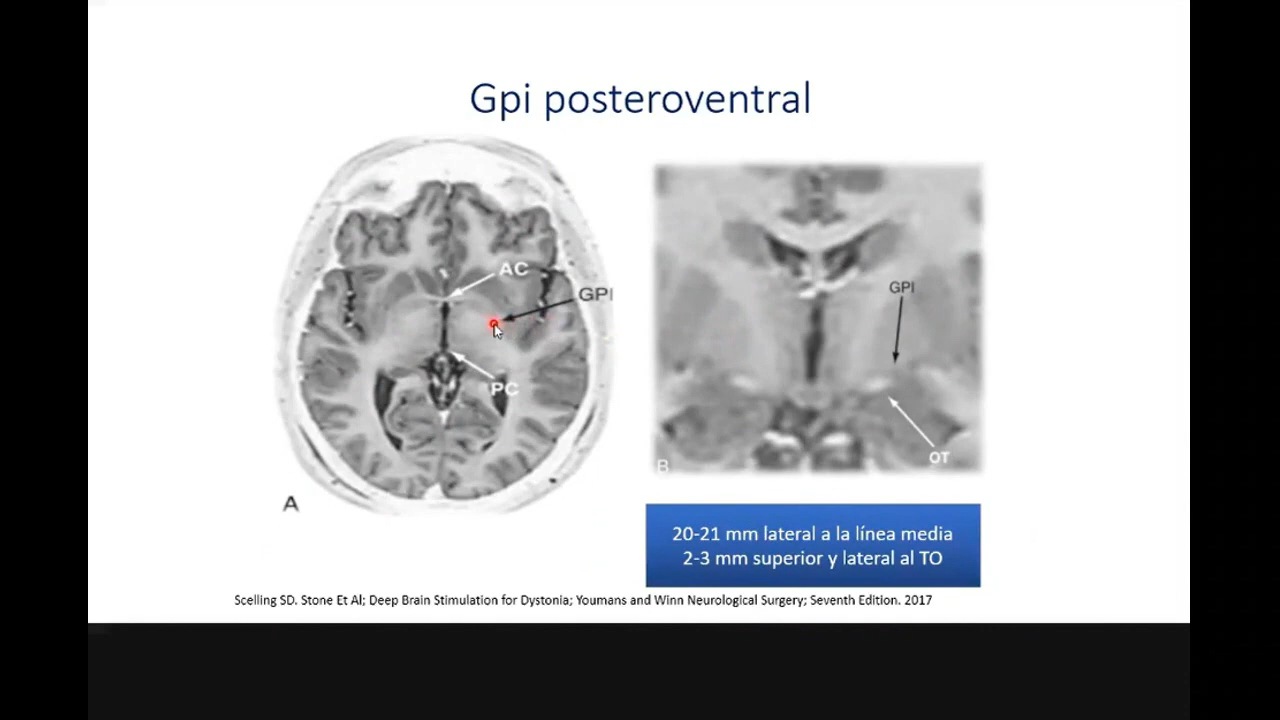 Gpi posteroventral
AC
GPI
PC
A
GPI
OT
B
20-21 mm lateral a la línea media
2-3 mm superior y lateral al TO
Scelling SD. Stone Et Al; Deep Brain Stimulation for Dystonia; Youmans and Winn Neurological Surgery; Seventh Edition. 2017